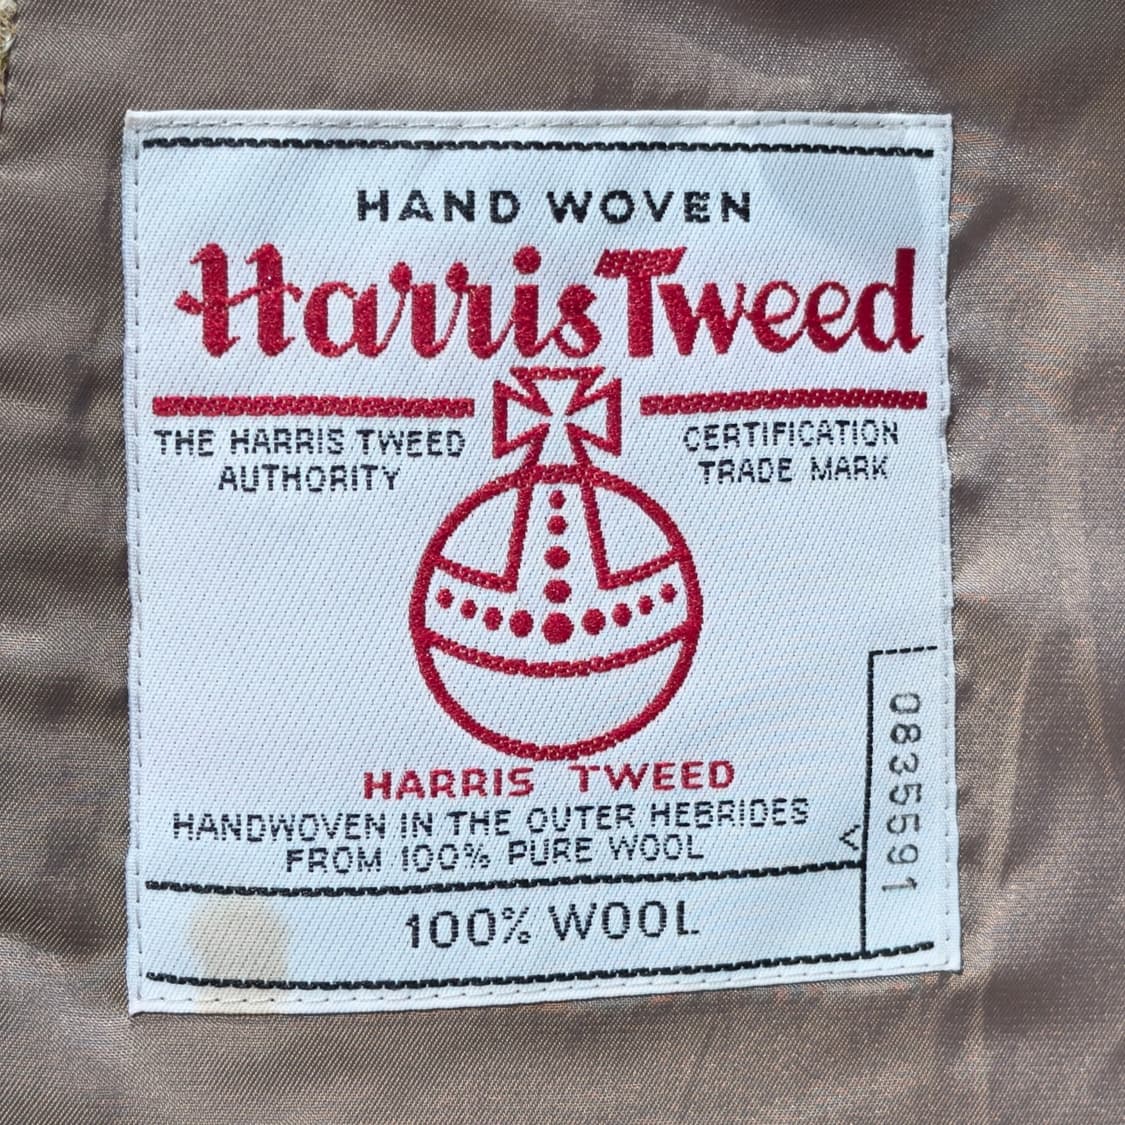 HAND WOVEN
Harris Tweed
THE HARRIS TWEED
AUTHORITY
CERTIFICATION
TRADE MARK
HARRIS TWEED
HANDWOVEN IN THE OUTER HEBRIDES
FROM 100% PURE WOOL
V
100% WOOL
0835591